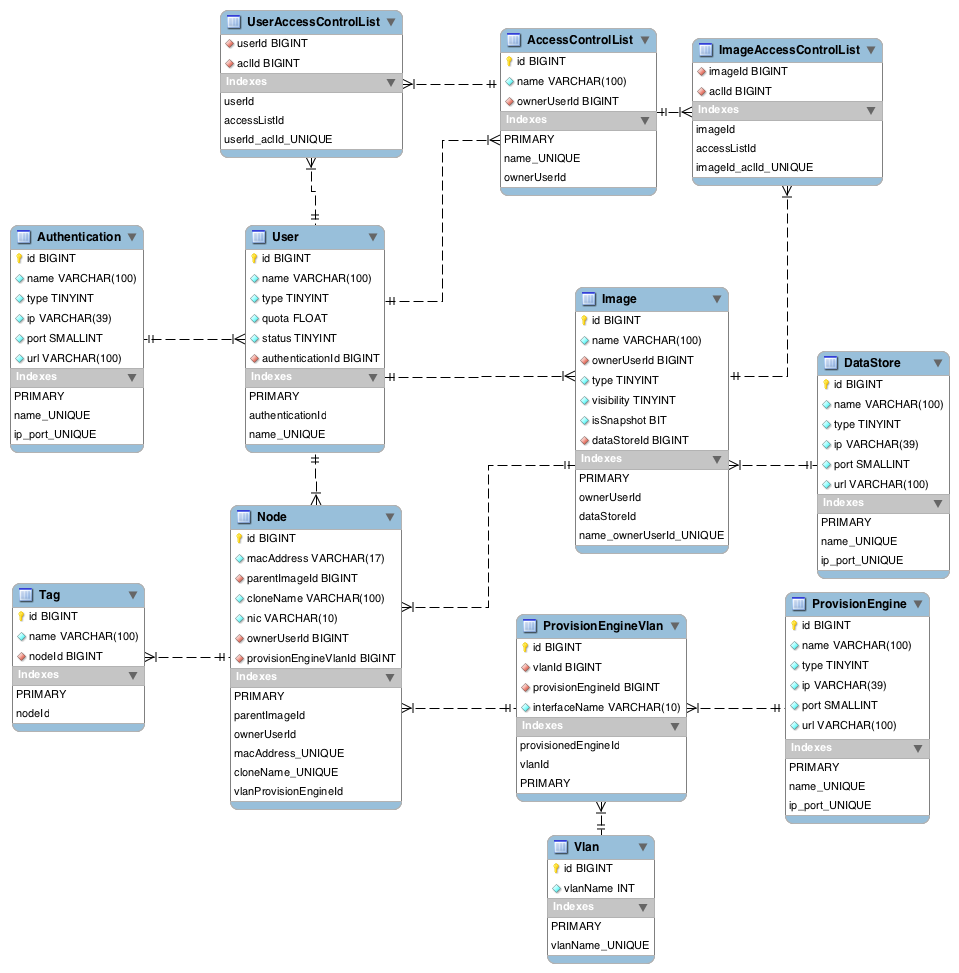 UserAccessControlList
userId BIGINT
aclId BIGINT
Indexes
userId
accessListId
userId_aclId_UNIQUE
AccessControlList
id BIGINT
name VARCHAR(100)
ownerUserId BIGINT
Indexes
PRIMARY
name_UNIQUE
ownerUserId
ImageAccessControlList
imageId BIGINT
aclId BIGINT
Indexes
imageId
accessListId
imageId_aclId_UNIQUE
Authentication
id BIGINT
name VARCHAR(100)
type TINYINT
ip VARCHAR(39)
port SMALLINT
url VARCHAR(100)
Indexes
PRIMARY
name_UNIQUE
ip_port_UNIQUE
User
id BIGINT
name VARCHAR(100)
type TINYINT
quota FLOAT
status TINYINT
authenticationId BIGINT
Indexes
PRIMARY
authenticationId
name_UNIQUE
Image
id BIGINT
name VARCHAR(100)
ownerUserId BIGINT
type TINYINT
visibility TINYINT
isSnapshot BIT
dataStoreId BIGINT
Indexes
PRIMARY
ownerUserId
dataStoreId
name_ownerUserId_UNIQUE
DataStore
id BIGINT
name VARCHAR(100)
type TINYINT
ip VARCHAR(39)
port SMALLINT
url VARCHAR(100)
Indexes
PRIMARY
name_UNIQUE
ip_port_UNIQUE
Node
id BIGINT
macAddress VARCHAR(17)
parentImageId BIGINT
cloneName VARCHAR(100)
nic VARCHAR(10)
ownerUserId BIGINT
provisionEngineVlanId BIGINT
Indexes
PRIMARY
parentImageId
ownerUserId
macAddress_UNIQUE
cloneName_UNIQUE
vlanProvisionEngineId
Tag
id BIGINT
name VARCHAR(100)
nodeId BIGINT
Indexes
PRIMARY
nodeId
ProvisionEngineVlan
id BIGINT
vlanId BIGINT
provisionEngineId BIGINT
interfaceName VARCHAR(10)
Indexes
provisionedEngineId
vlanId
PRIMARY
ProvisionEngine
id BIGINT
name VARCHAR(100)
type TINYINT
ip VARCHAR(39)
port SMALLINT
url VARCHAR(100)
Indexes
PRIMARY
name_UNIQUE
ip_port_UNIQUE
Vlan
id BIGINT
vlanName INT
Indexes
PRIMARY
vlanName_UNIQUE